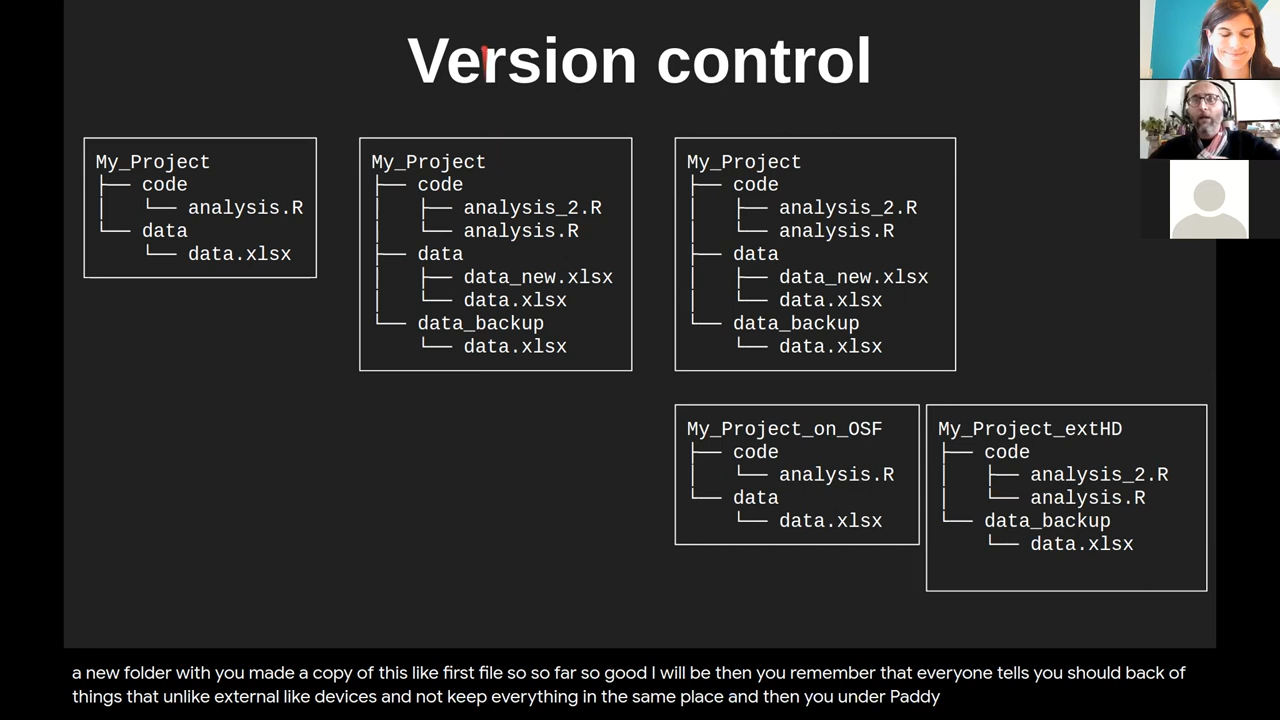 Version control
My_Project
├── code
│   └── analysis.R
└── data
    └── data.xlsx
My_Project
├── code
│   ├── analysis_2.R
│   └── analysis.R
├── data
│   ├── data_new.xlsx
│   └── data.xlsx
└── data_backup
    └── data.xlsx
My_Project
├── code
│   ├── analysis_2.R
│   └── analysis.R
├── data
│   ├── data_new.xlsx
│   └── data.xlsx
└── data_backup
    └── data.xlsx
My_Project_on_OSF
├── code
│   └── analysis.R
└── data
    └── data.xlsx
My_Project_extHD
├── code
│   ├── analysis_2.R
│   └── analysis.R
└── data_backup
    └── data.xlsx
a new folder with you made a copy of this like first file so so far so good I will be then you remember that everyone tells you should back of
things that unlike external like devices and not keep everything in the same place and then you under Paddy